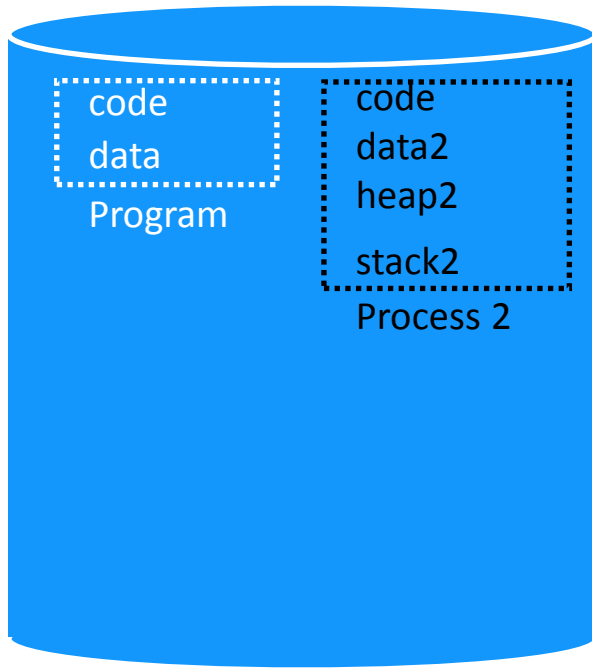 code
data
Program
code
data2
heap2
stack2
Process 2